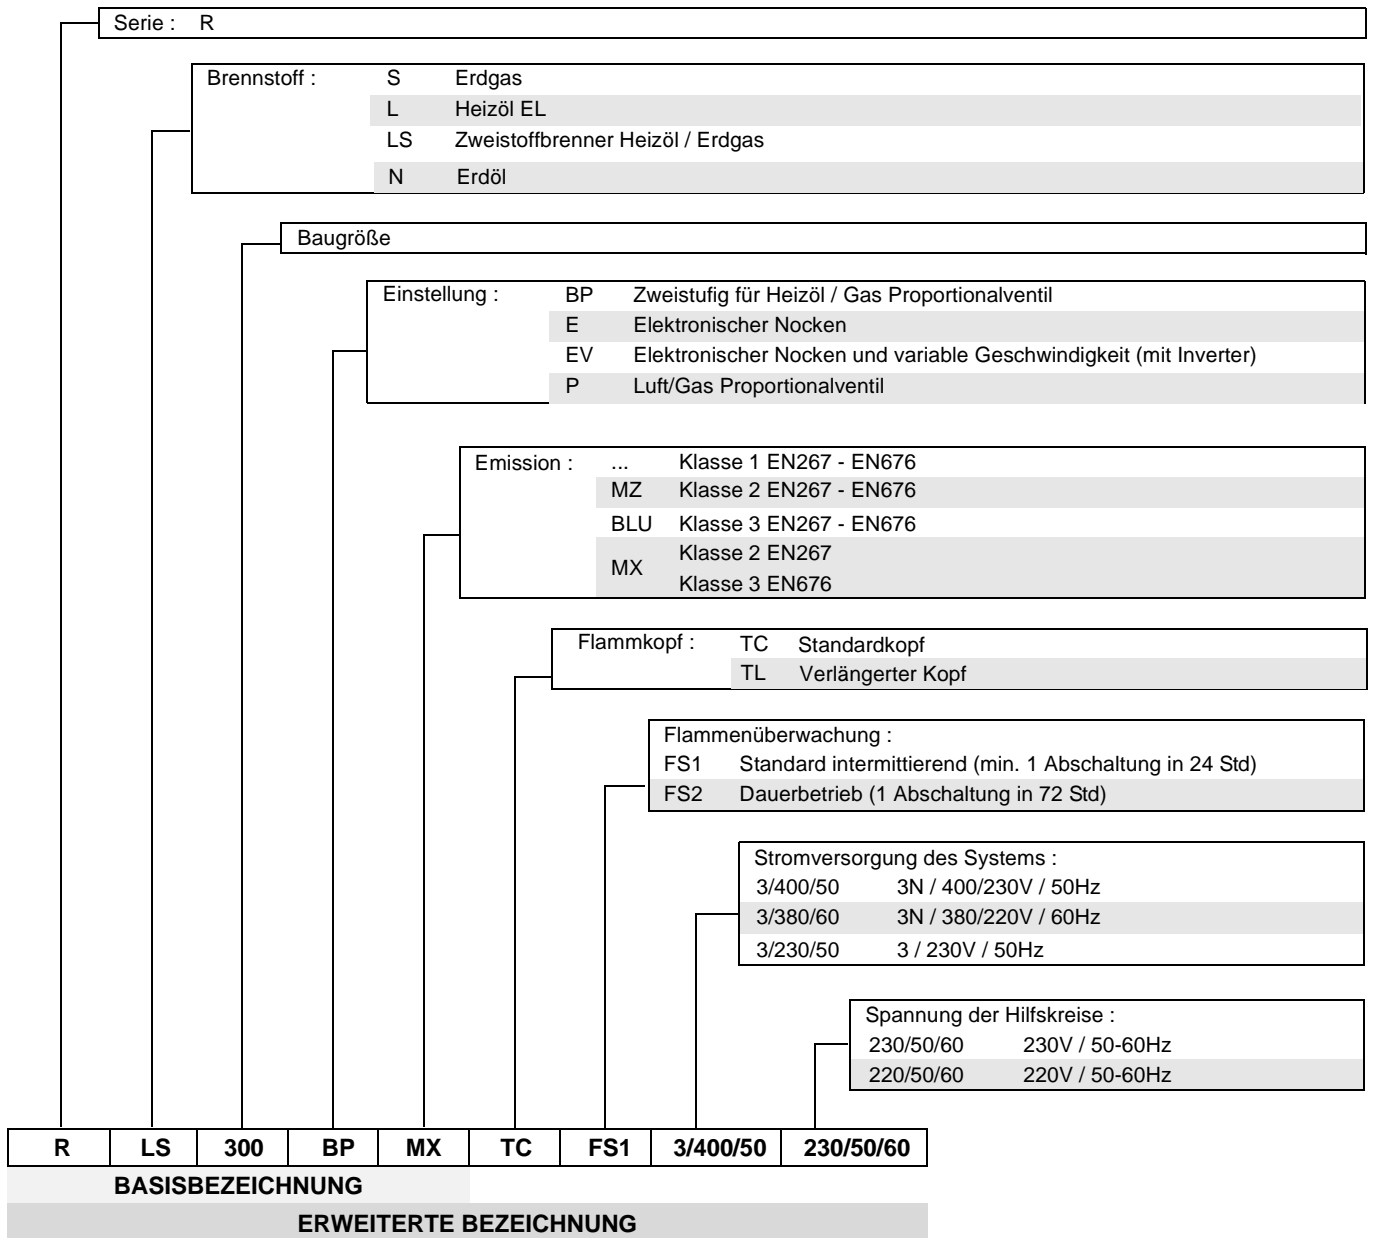 Serie : R
Brennstoff : S Erdgas
L Heizöl EL
LS Zweistoffbrenner Heizöl / Erdgas
N Erdöl
Baugröße
Einstellung : BP Zweistufig für Heizöl / Gas Proportionalventil
E Elektronischer Nocken
EV Elektronischer Nocken und variable Geschwindigkeit (mit Inverter)
P Luft/Gas Proportionalventil
Emission : ... Klasse 1 EN267 - EN676
MZ Klasse 2 EN267 - EN676
BLU Klasse 3 EN267 - EN676
MX Klasse 2 EN267
Klasse 3 EN676
Flammkopf : TC Standardkopf
TL Verlängerter Kopf
Flammenüberwachung :
FS1 Standard intermittierend (min. 1 Abschaltung in 24 Std)
FS2 Dauerbetrieb (1 Abschaltung in 72 Std)
Stromversorgung des Systems :
3/400/50 3N / 400/230V / 50Hz
3/380/60 3N / 380/220V / 60Hz
3/230/50 3 / 230V / 50Hz
Spannung der Hilfskreise :
230/50/60 230V / 50-60Hz
220/50/60 220V / 50-60Hz
R LS 300 BP MX TC FS1 3/400/50 230/50/60
BASISBEZEICHNUNG
ERWEITERTE BEZEICHNUNG